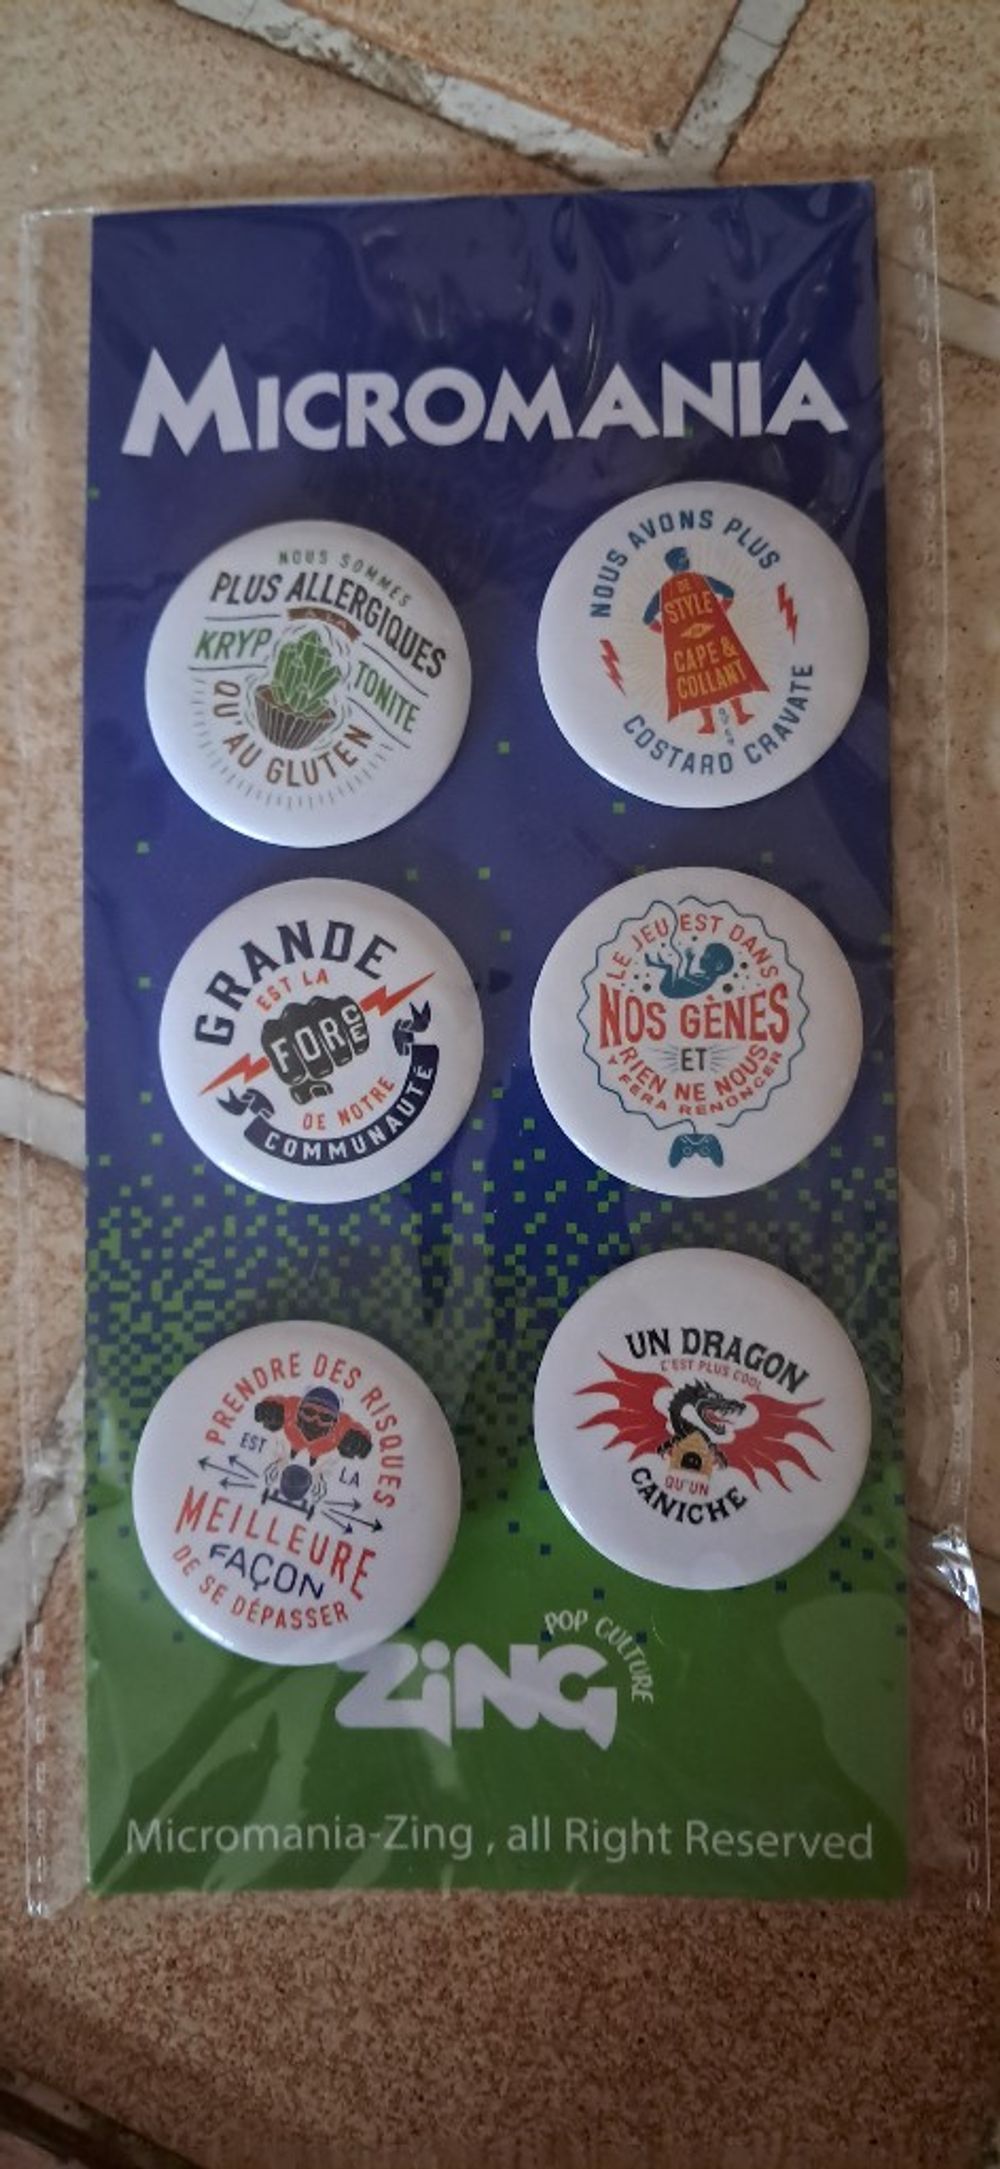 MICROMANIA
NOUS SOMMES
PLUS ALLERGIQUES
À LA
KRYP
TONITE
QU'AU GLUTEN
NOUS AVONS PLUS
DE
STYLE
EN
CAPE &
COLLANT
QU'EN
COSTARD CRAVATE
GRANDE
EST LA
FORCE
DE NOTRE
COMMUNAUTÉ
LE JEU EST DANS
NOS GÈNES
ET
RIEN NE NOUS
Y FERA RENONCER
PRENDRE DES RISQUES
EST
LA
MEILLEURE
FAÇON
DE SE DÉPASSER
UN DRAGON
C'EST PLUS COOL
QU'UN
CANICHE
ZiNG
POP CULTURE
Micromania-Zing , all Right Reserved